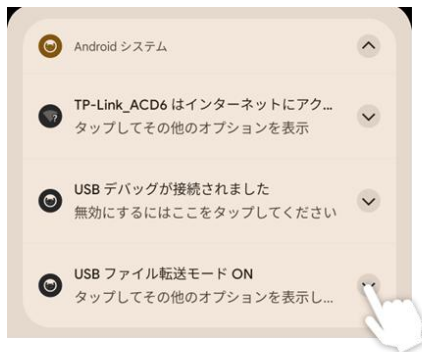 Android システム
TP-Link_ACD6 はインターネットにアク...
タップしてその他のオプションを表示
USB デバッグが接続されました
無効にするにはここをタップしてください
USB ファイル転送モード ON
タップしてその他のオプションを表示し...